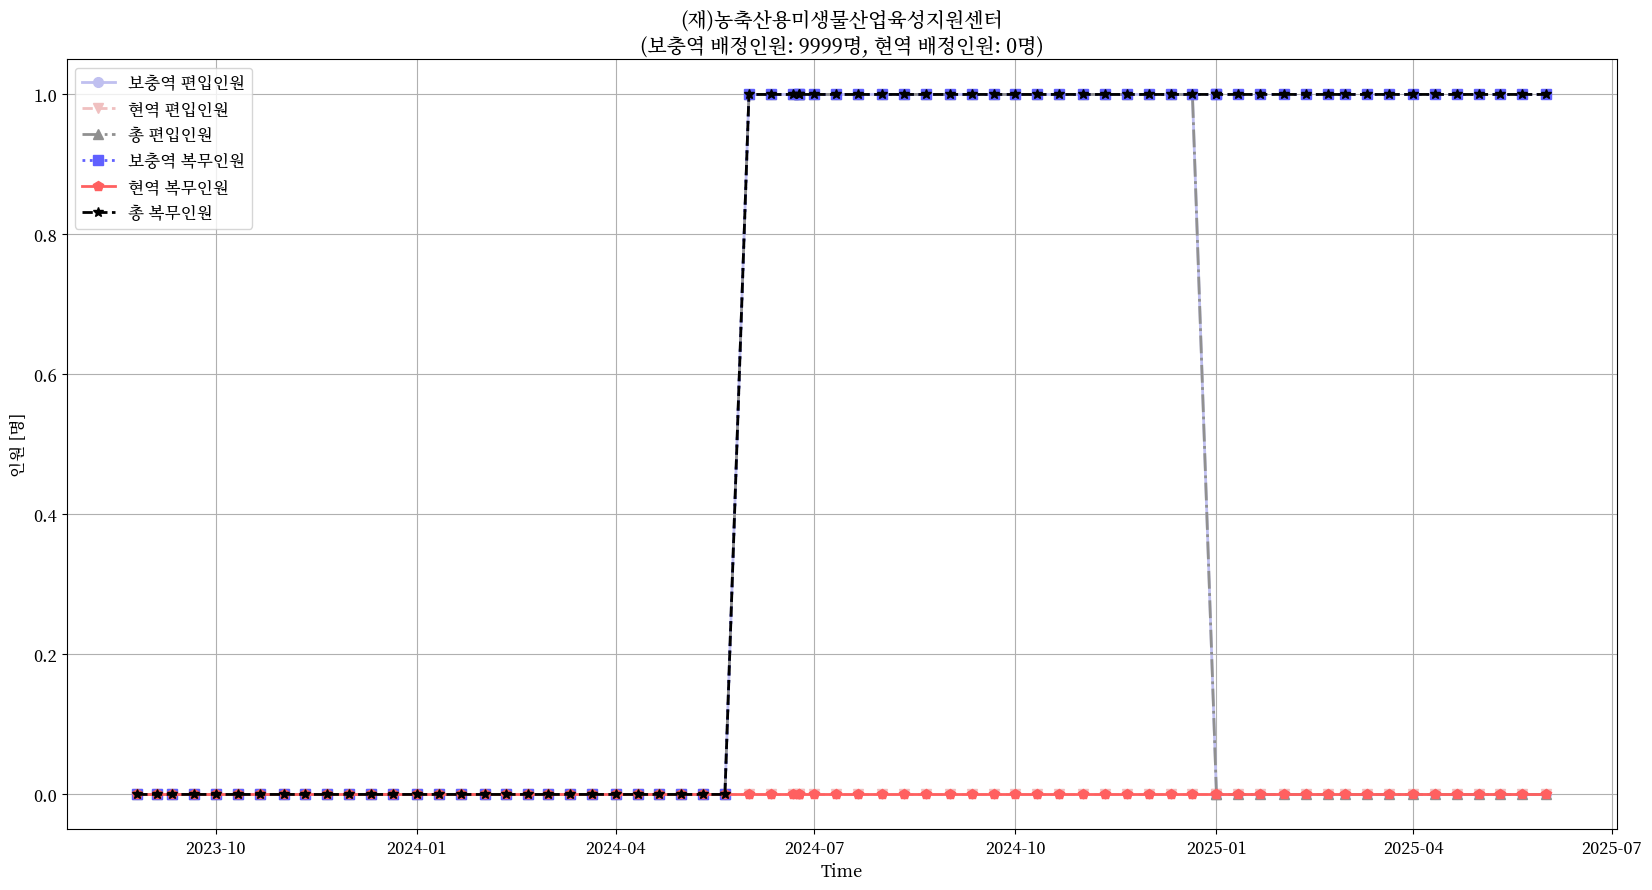 (재)농축산용미생물산업육성지원센터
(보충역 배정인원: 9999명, 현역 배정인원: 0명)
보충역 편입인원
현역 편입인원
총 편입인원
보충역 복무인원
현역 복무인원
총 복무인원
1.0
0.8
0.6
0.4
0.2
0.0
인원 [명]
2023-10
2024-01
2024-04
2024-07
2024-10
2025-01
2025-04
2025-07
Time